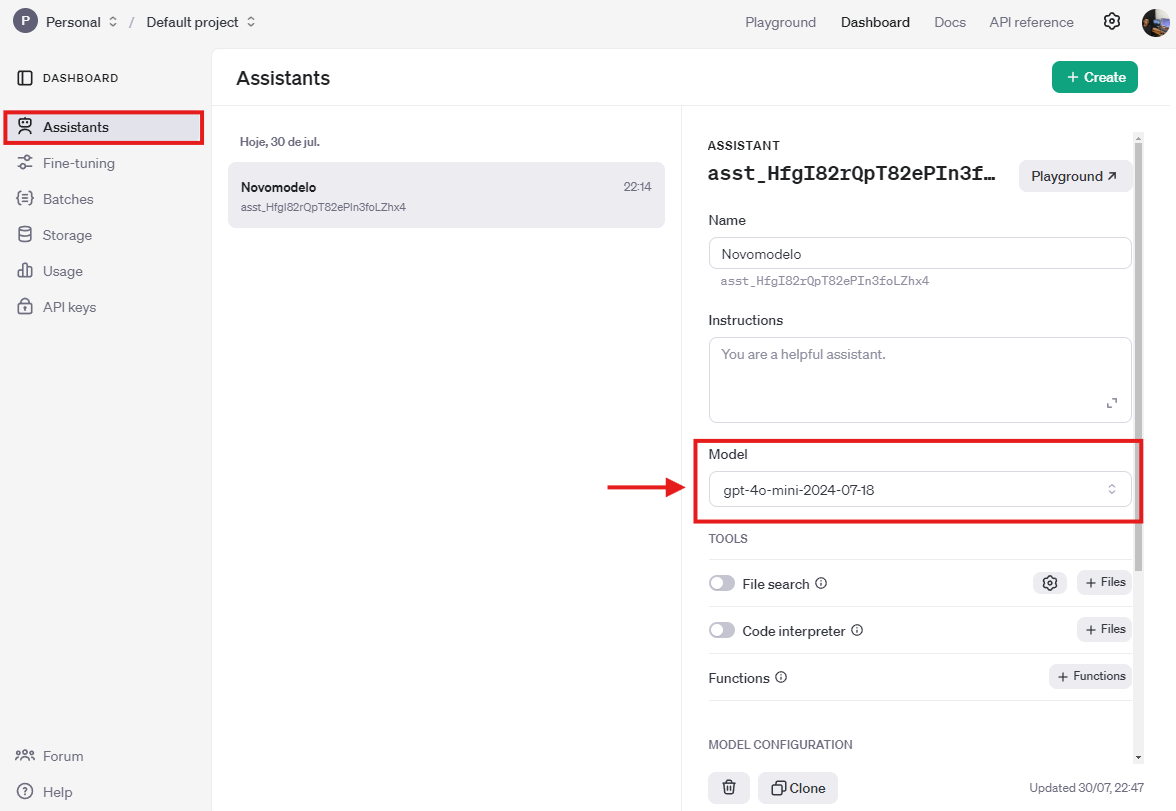 P Personal / Default project
Playground Dashboard Docs API reference
DASHBOARD
Assistants
Fine-tuning
Batches
Storage
Usage
API keys
Forum
Help
Assistants
+ Create
Hoje, 30 de jul.
Novomodelo 22:14
asst_HfgI82rQpT82ePIn3foLZhx4
ASSISTANT
asst_HfgI82rQpT82ePIn3f…
Playground ↗
Name
Novomodelo
asst_HfgI82rQpT82ePIn3foLZhx4
Instructions
You are a helpful assistant.
Model
gpt-4o-mini-2024-07-18
TOOLS
File search + Files
Code interpreter + Files
Functions + Functions
MODEL CONFIGURATION
Clone Updated 30/07, 22:47